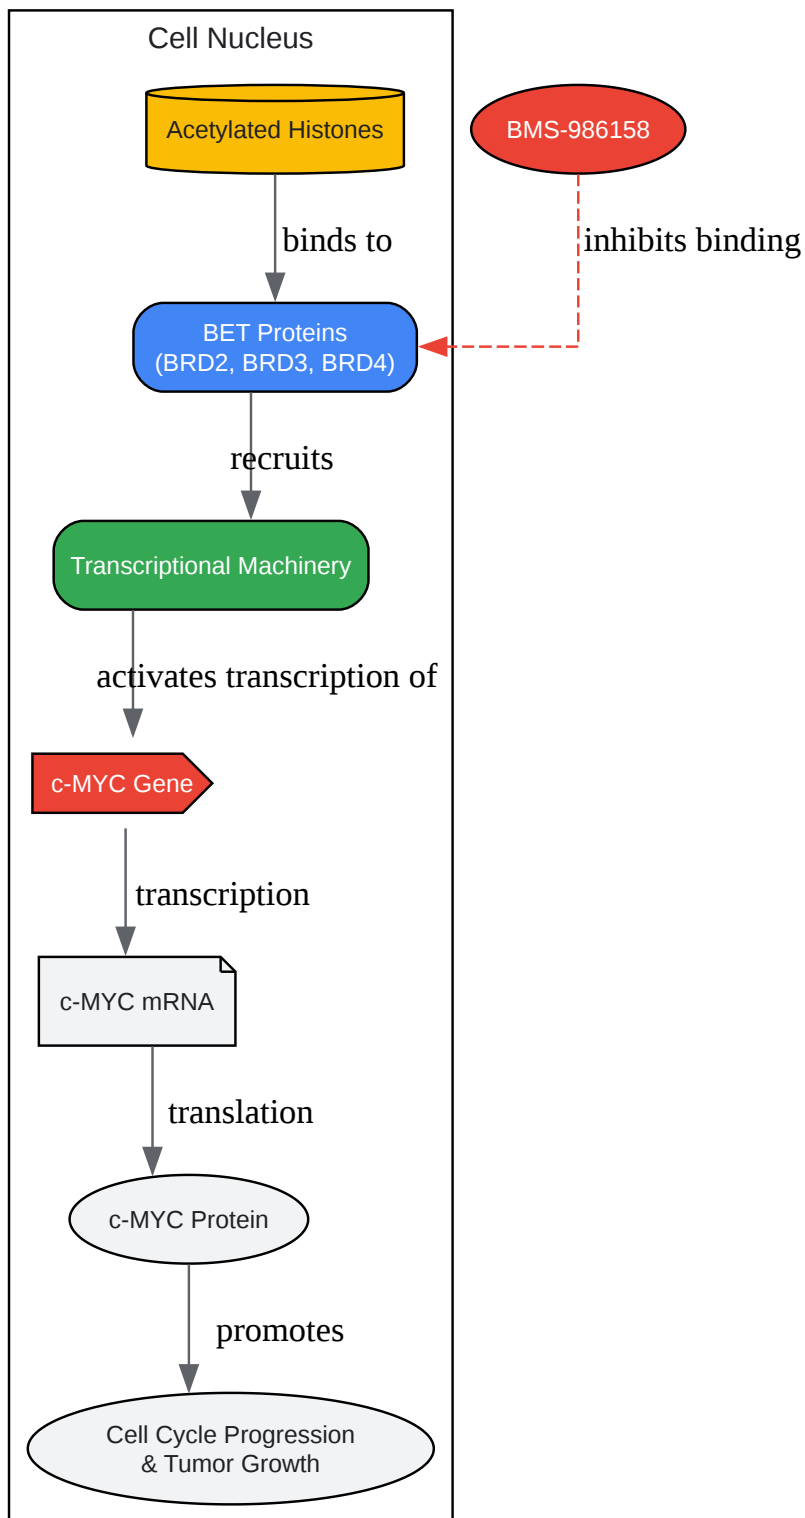 Cell Nucleus
Acetylated Histones
BMS-986158
binds to
inhibits binding
BET Proteins
(BRD2, BRD3, BRD4)
recruits
Transcriptional Machinery
activates transcription of
c-MYC Gene
transcription
c-MYC mRNA
translation
c-MYC Protein
promotes
Cell Cycle Progression
& Tumor Growth